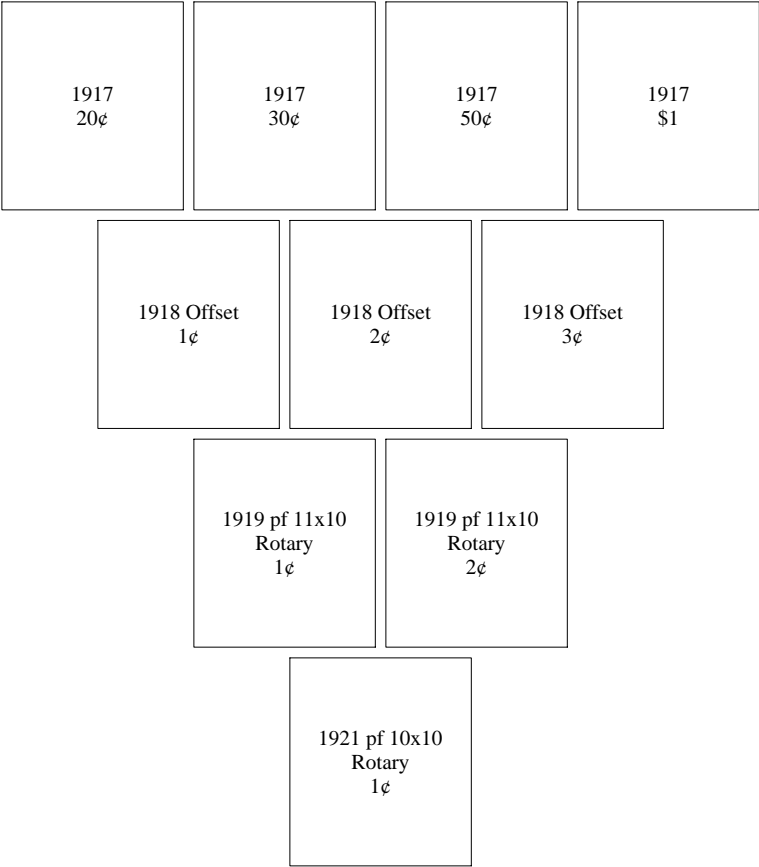 1917
20¢
1917
30¢
1917
50¢
1917
$1
1918 Offset
1¢
1918 Offset
2¢
1918 Offset
3¢
1919 pf 11x10
Rotary
1¢
1919 pf 11x10
Rotary
2¢
1921 pf 10x10
Rotary
1¢